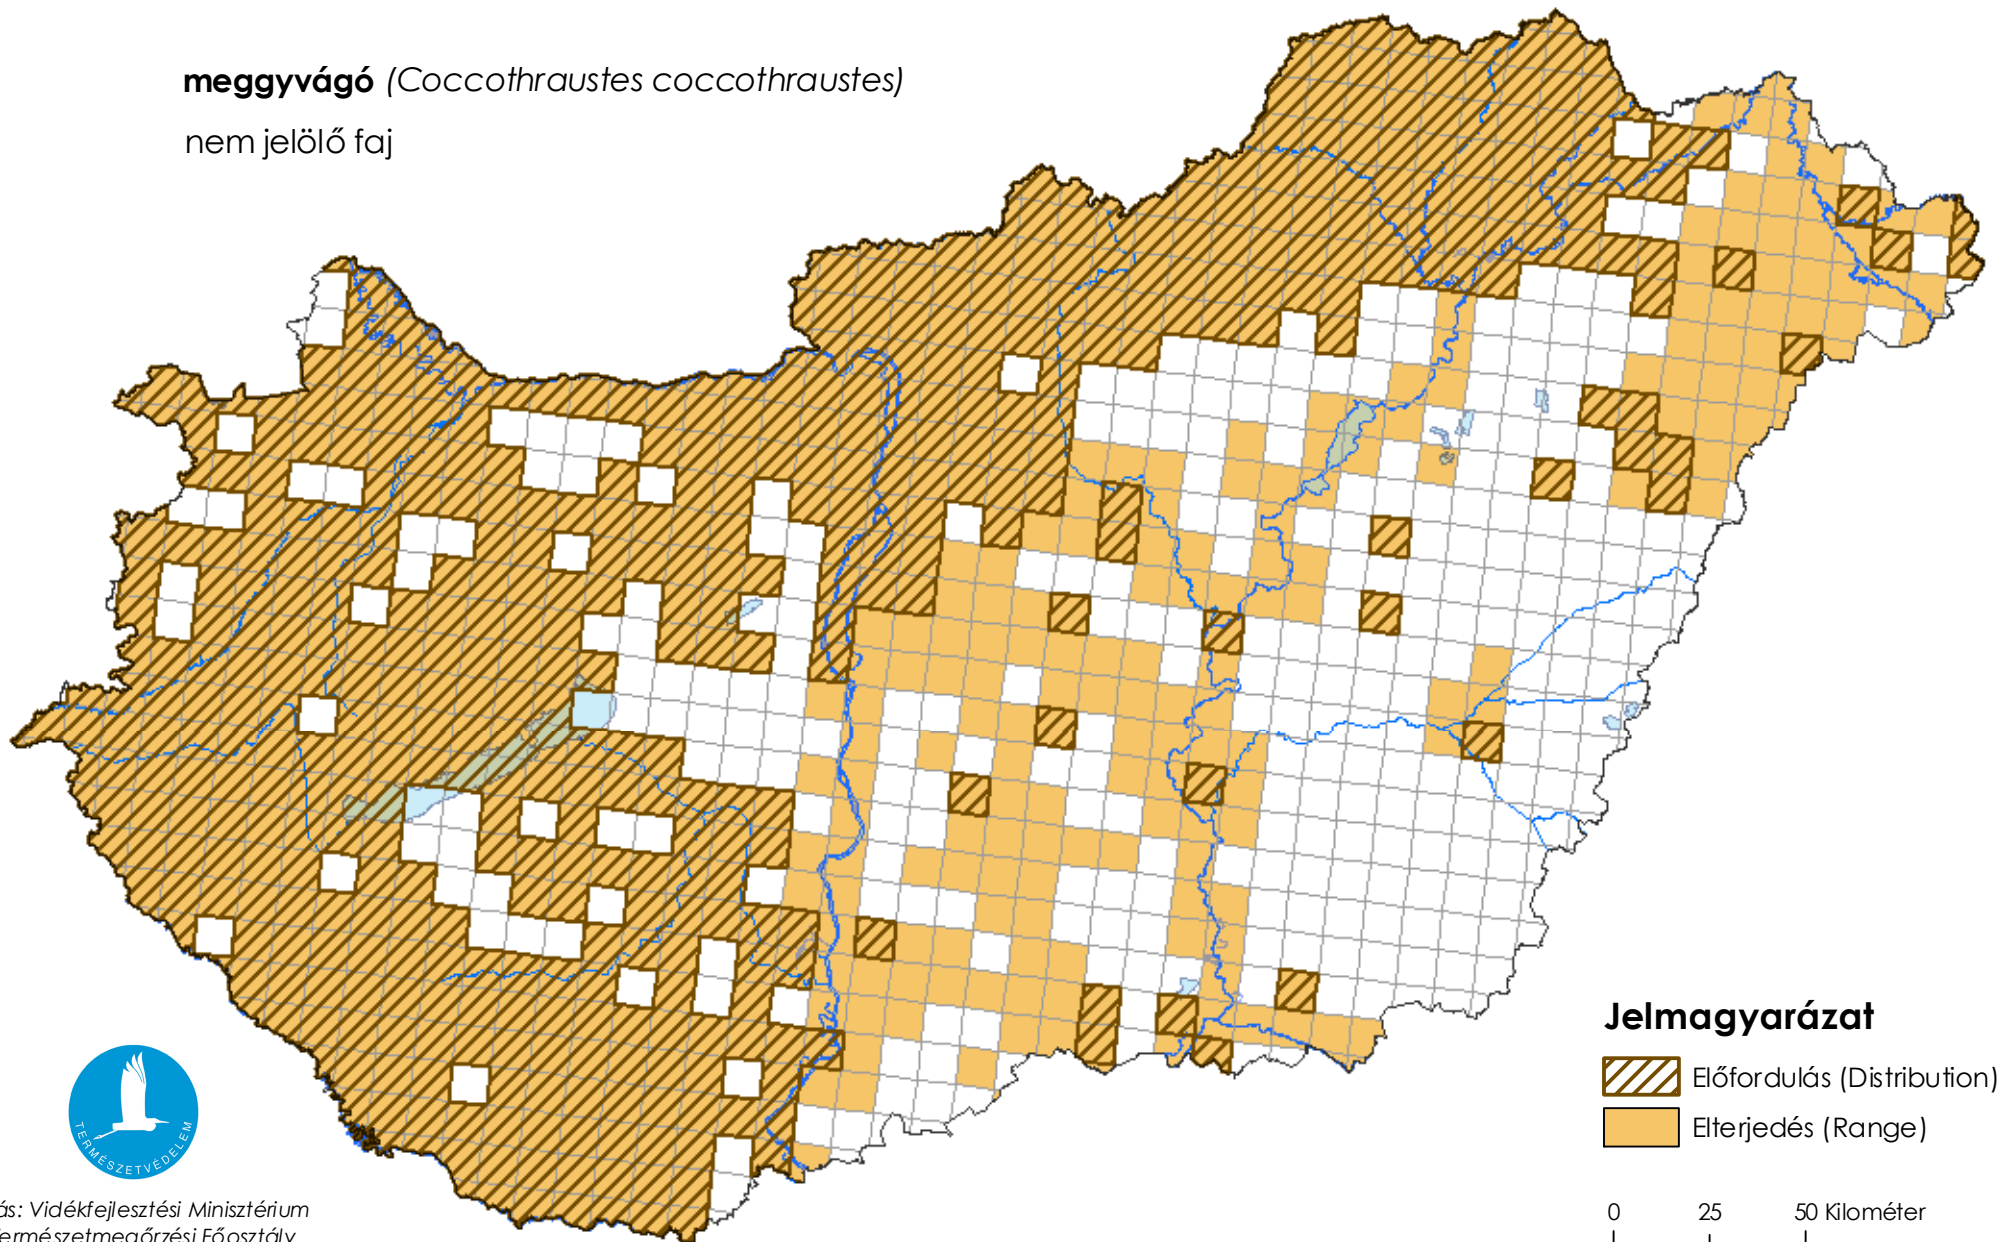 meggyvágó (Coccothraustes coccothraustes)
nem jelölő faj
Jelmagyarázat
Előfordulás (Distribution)
Elterjedés (Range)
0 25 50 Kilométer
TERMÉSZETVÉDELEM
Vidékfejlesztési Minisztérium
Természetmegőrzési Főosztály